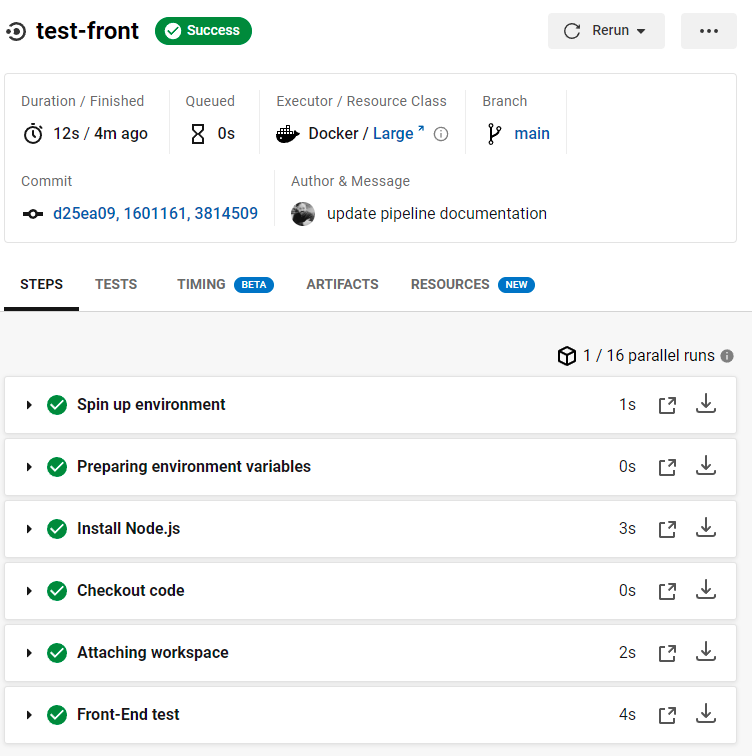 test-front Success Rerun
Duration / Finished Queued Executor / Resource Class Branch
12s / 4m ago 0s Docker / Large main
Commit Author & Message
d25ea09, 1601161, 3814509 update pipeline documentation
STEPS TESTS TIMING BETA ARTIFACTS RESOURCES NEW
1 / 16 parallel runs
Spin up environment 1s
Preparing environment variables 0s
Install Node.js 3s
Checkout code 0s
Attaching workspace 2s
Front-End test 4s